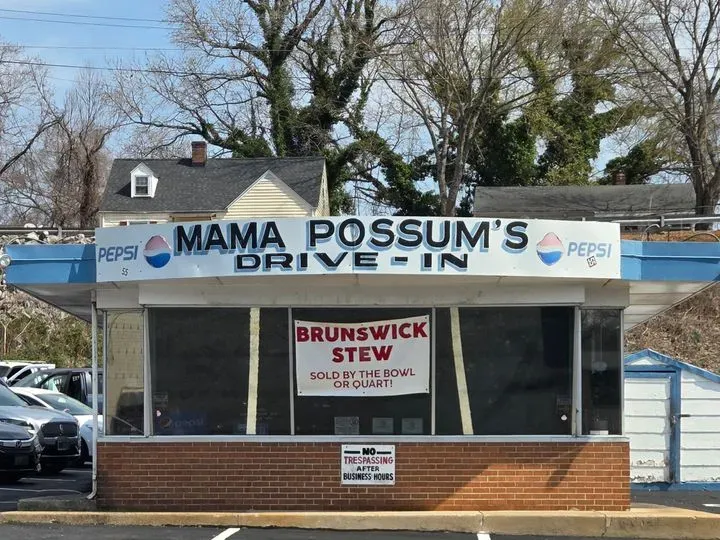 PEPSI
MAMA POSSUM'S
DRIVE-IN
PEPSI
BRUNSWICK
STEW
SOLD BY THE BOWL
OR QUART!
NO
TRESPASSING
AFTER
BUSINESS HOURS